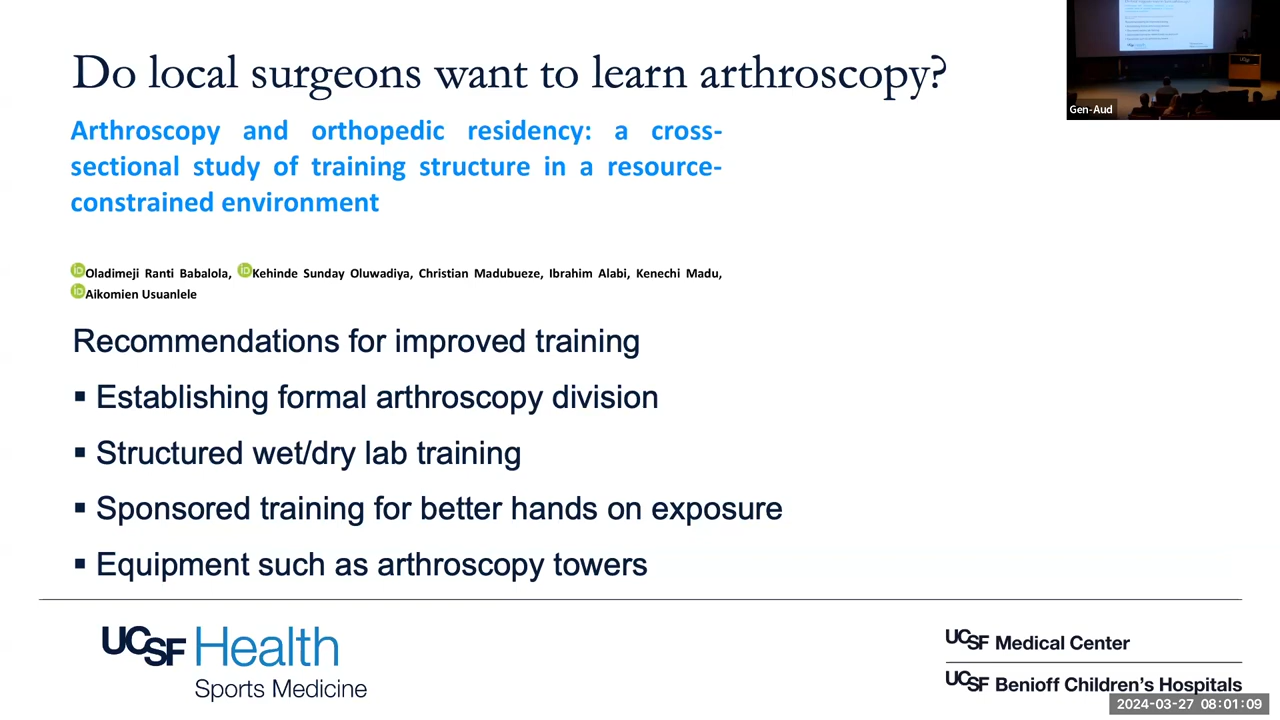 Do local surgeons want to learn arthroscopy?
Arthroscopy and orthopedic residency: a cross-
sectional study of training structure in a resource-
constrained environment
Oladimeji Ranti Babalola, Kehinde Sunday Oluwadiya, Christian Madubueze, Ibrahim Alabi, Kenechi Madu,
Aikomien Usuanlele
Recommendations for improved training
▪ Establishing formal arthroscopy division
▪ Structured wet/dry lab training
▪ Sponsored training for better hands on exposure
▪ Equipment such as arthroscopy towers
UCSF Health
Sports Medicine
UCSF Medical Center
UCSF Benioff Children's Hospitals
Gen-Aud
2024-03-27 08:01:09